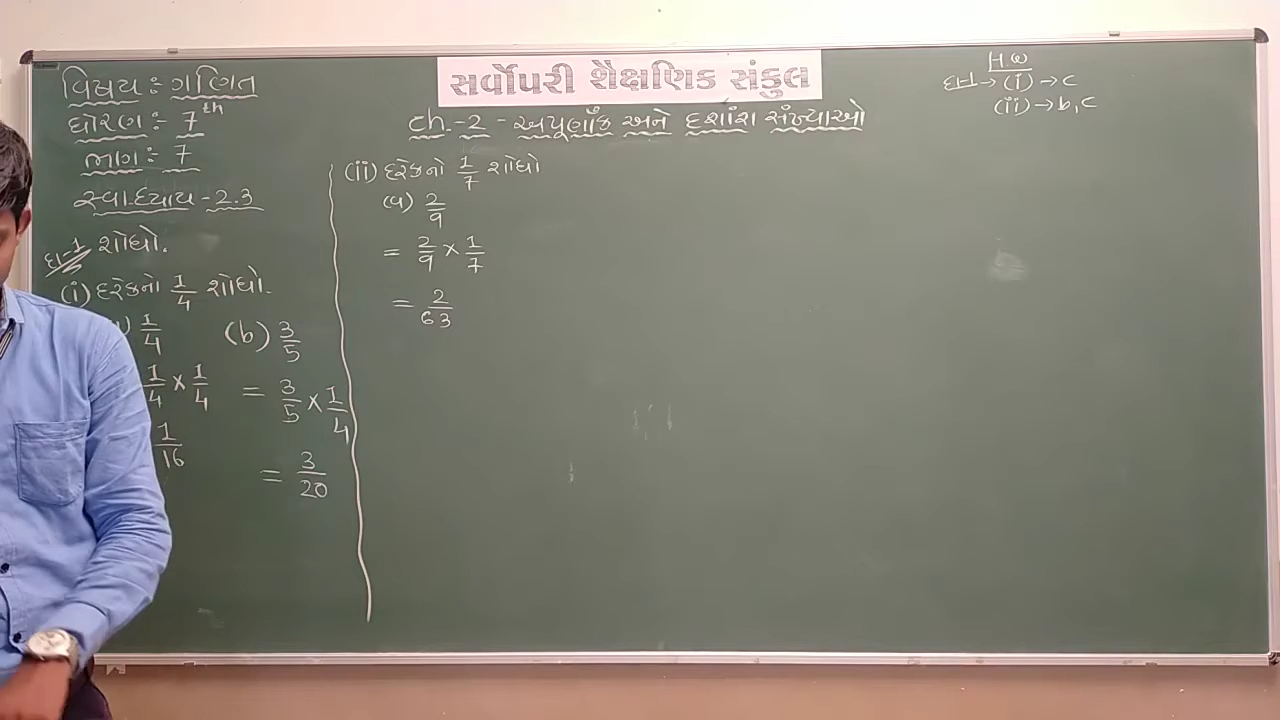 સર્વોપરી શૈક્ષણિક સંકુલ
વિષય : ગણિત
ધોરણ : 7th
ભાગ : 7
સ્વાધ્યાય - 2.3
Ch.-2 - અપૂર્ણાંક અને દશાંશ સંખ્યાઓ
દા-1 શોધો.
(i) દરેકનો 1/4 શોધો.
1/4
1/4 × 1/4
1/16
(b) 3/5
= 3/5 × 1/4
= 3/20
(ii) દરેકનો 1/7 શોધો
(a) 2/9
= 2/9 × 1/7
= 2/63
H W
દા-1 → (i) → c
(ii) → b, c